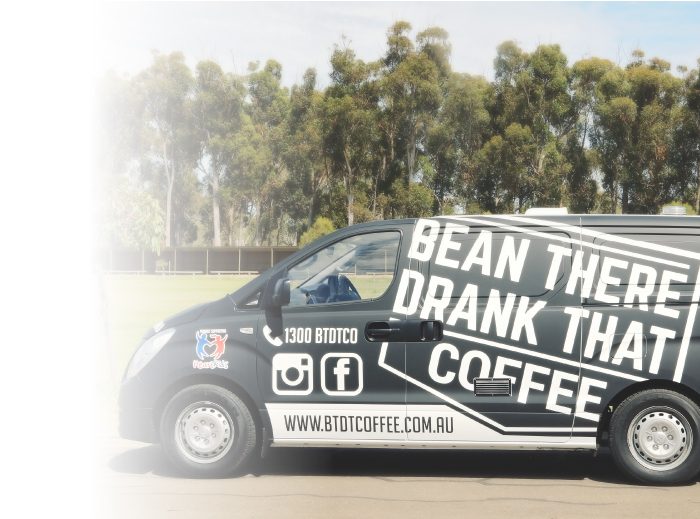 BEAN THERE
DRANK THAT
COFFEE
1300 BTDTCO
WWW.BTDTCOFFEE.COM.AU